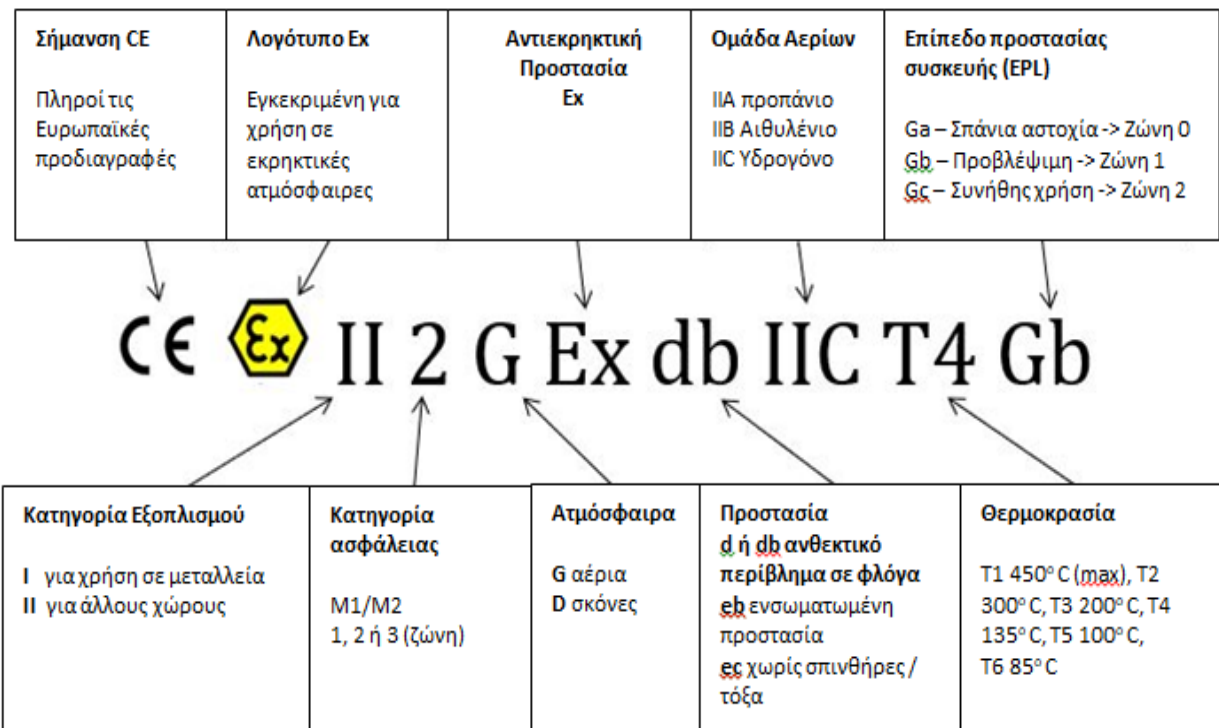 Σήμανση CE
Πληροί τις
Ευρωπαϊκές
προδιαγραφές
Λογότυπο Ex
Εγκεκριμένη για
χρήση σε
εκρηκτικές
ατμόσφαιρες
Αντιεκρηκτική
Προστασία
Ex
Ομάδα Αερίων
IIA προπάνιο
IIB Αιθυλένιο
IIC Υδρογόνο
Επίπεδο προστασίας
συσκευής (EPL)
Ga – Σπάνια αστοχία -> Ζώνη 0
Gb – Προβλέψιμη -> Ζώνη 1
Gc – Συνήθης χρήση -> Ζώνη 2
CE Ex II 2 G Ex db IIC T4 Gb
Κατηγορία Εξοπλισμού
I για χρήση σε μεταλλεία
II για άλλους χώρους
Κατηγορία
ασφάλειας
M1/M2
1, 2 ή 3 (ζώνη)
Ατμόσφαιρα
G αέρια
D σκόνες
Προστασία
d ή db ανθεκτικό
περίβλημα σε φλόγα
eb ενσωματωμένη
προστασία
ec χωρίς σπινθήρες /
τόξα
Θερμοκρασία
T1 450° C (max), T2
300° C, T3 200° C, T4
135° C, T5 100° C,
T6 85° C